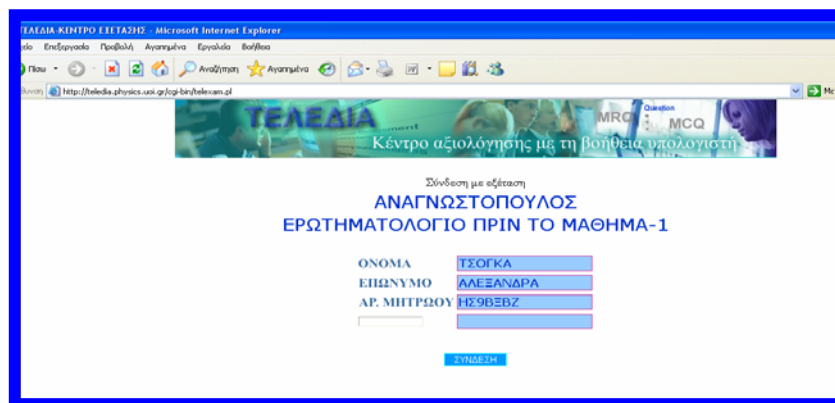 ΤΕΛΕΔΙΑ-ΚΕΝΤΡΟ ΕΞΕΤΑΣΗΣ - Microsoft Internet Explorer
Επεξεργασία Προβολή Αγαπημένα Εργαλεία Βοήθεια
Πίσω Αναζήτηση Αγαπημένα
http://teledia.physics.uoi.gr/cgi-bin/telexam.pl
ΤΕΛΕΔΙΑ MRQ Question MCQ
Κέντρο αξιολόγησης με τη βοήθεια υπολογιστή
Σύνδεση με εξέταση
ΑΝΑΓΝΩΣΤΟΠΟΥΛΟΣ
ΕΡΩΤΗΜΑΤΟΛΟΓΙΟ ΠΡΙΝ ΤΟ ΜΑΘΗΜΑ-1
ΟΝΟΜΑ ΤΣΟΓΚΑ
ΕΠΩΝΥΜΟ ΑΛΕΞΑΝΔΡΑ
ΑΡ. ΜΗΤΡΩΟΥ ΗΣ9ΒΞΒΖ
ΣΥΝΔΕΣΗ